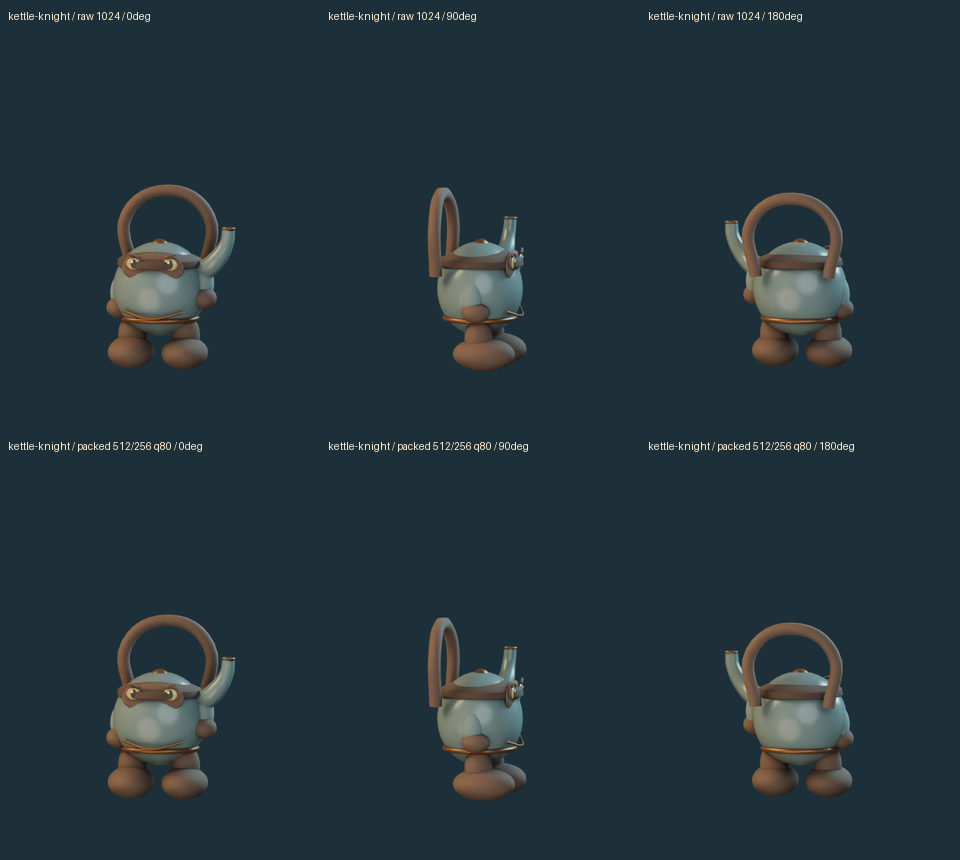 kettle-knight / raw 1024 / 0deg
kettle-knight / raw 1024 / 90deg
kettle-knight / raw 1024 / 180deg
kettle-knight / packed 512/256 q80 / 0deg
kettle-knight / packed 512/256 q80 / 90deg
kettle-knight / packed 512/256 q80 / 180deg